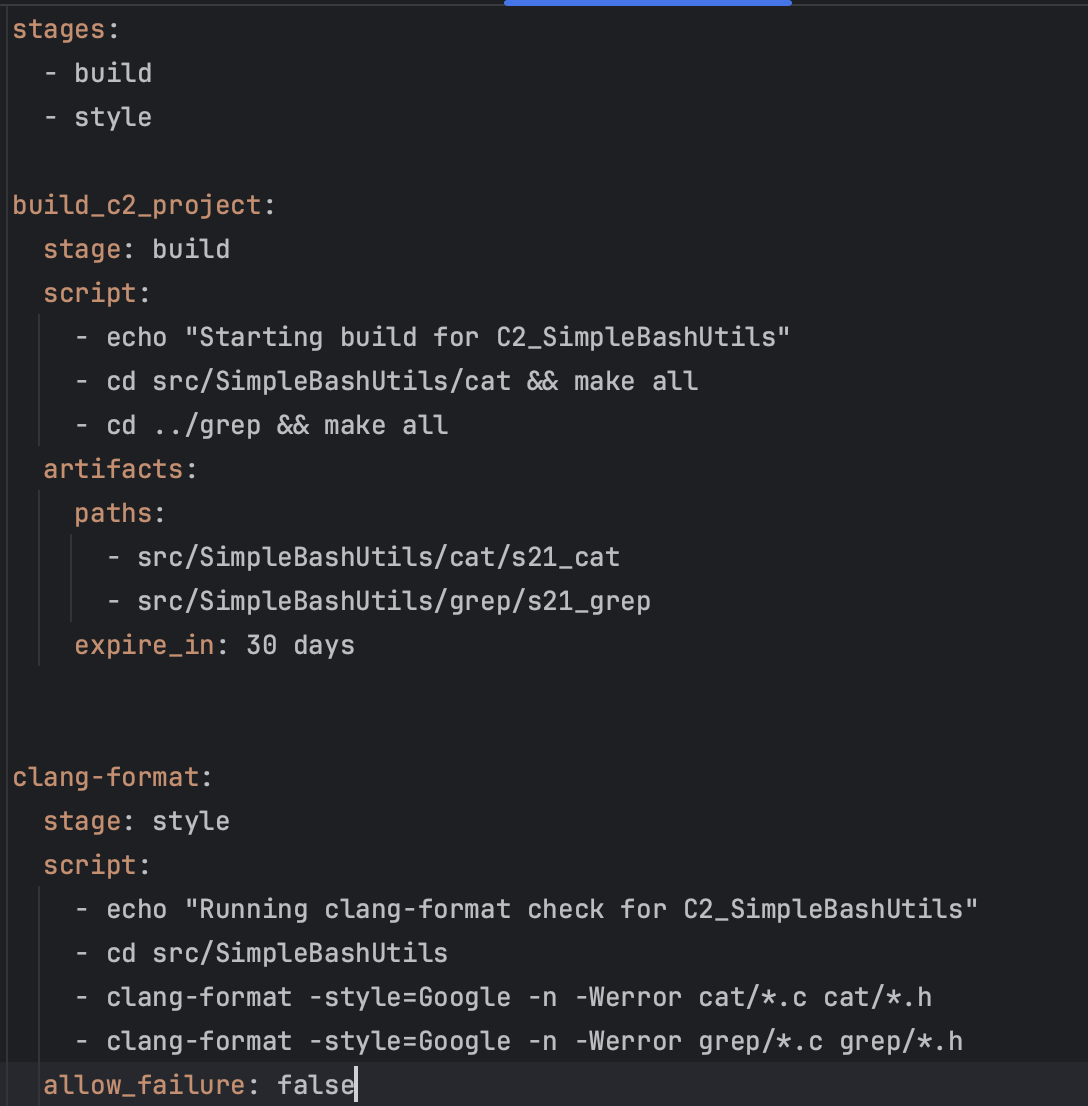 stages:
  - build
  - style

build_c2_project:
  stage: build
  script:
    - echo "Starting build for C2_SimpleBashUtils"
    - cd src/SimpleBashUtils/cat && make all
    - cd ../grep && make all
  artifacts:
    paths:
      - src/SimpleBashUtils/cat/s21_cat
      - src/SimpleBashUtils/grep/s21_grep
    expire_in: 30 days

clang-format:
  stage: style
  script:
    - echo "Running clang-format check for C2_SimpleBashUtils"
    - cd src/SimpleBashUtils
    - clang-format -style=Google -n -Werror cat/*.c cat/*.h
    - clang-format -style=Google -n -Werror grep/*.c grep/*.h
  allow_failure: false